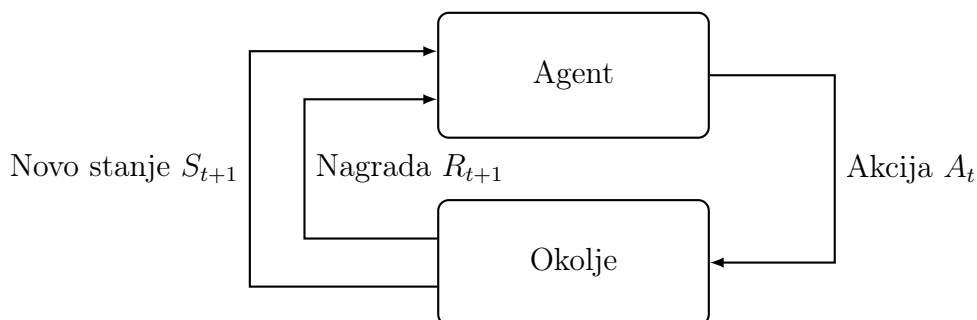 Agent
Novo stanje S_{t+1}
Nagrada R_{t+1}
Akcija A_t
Okolje